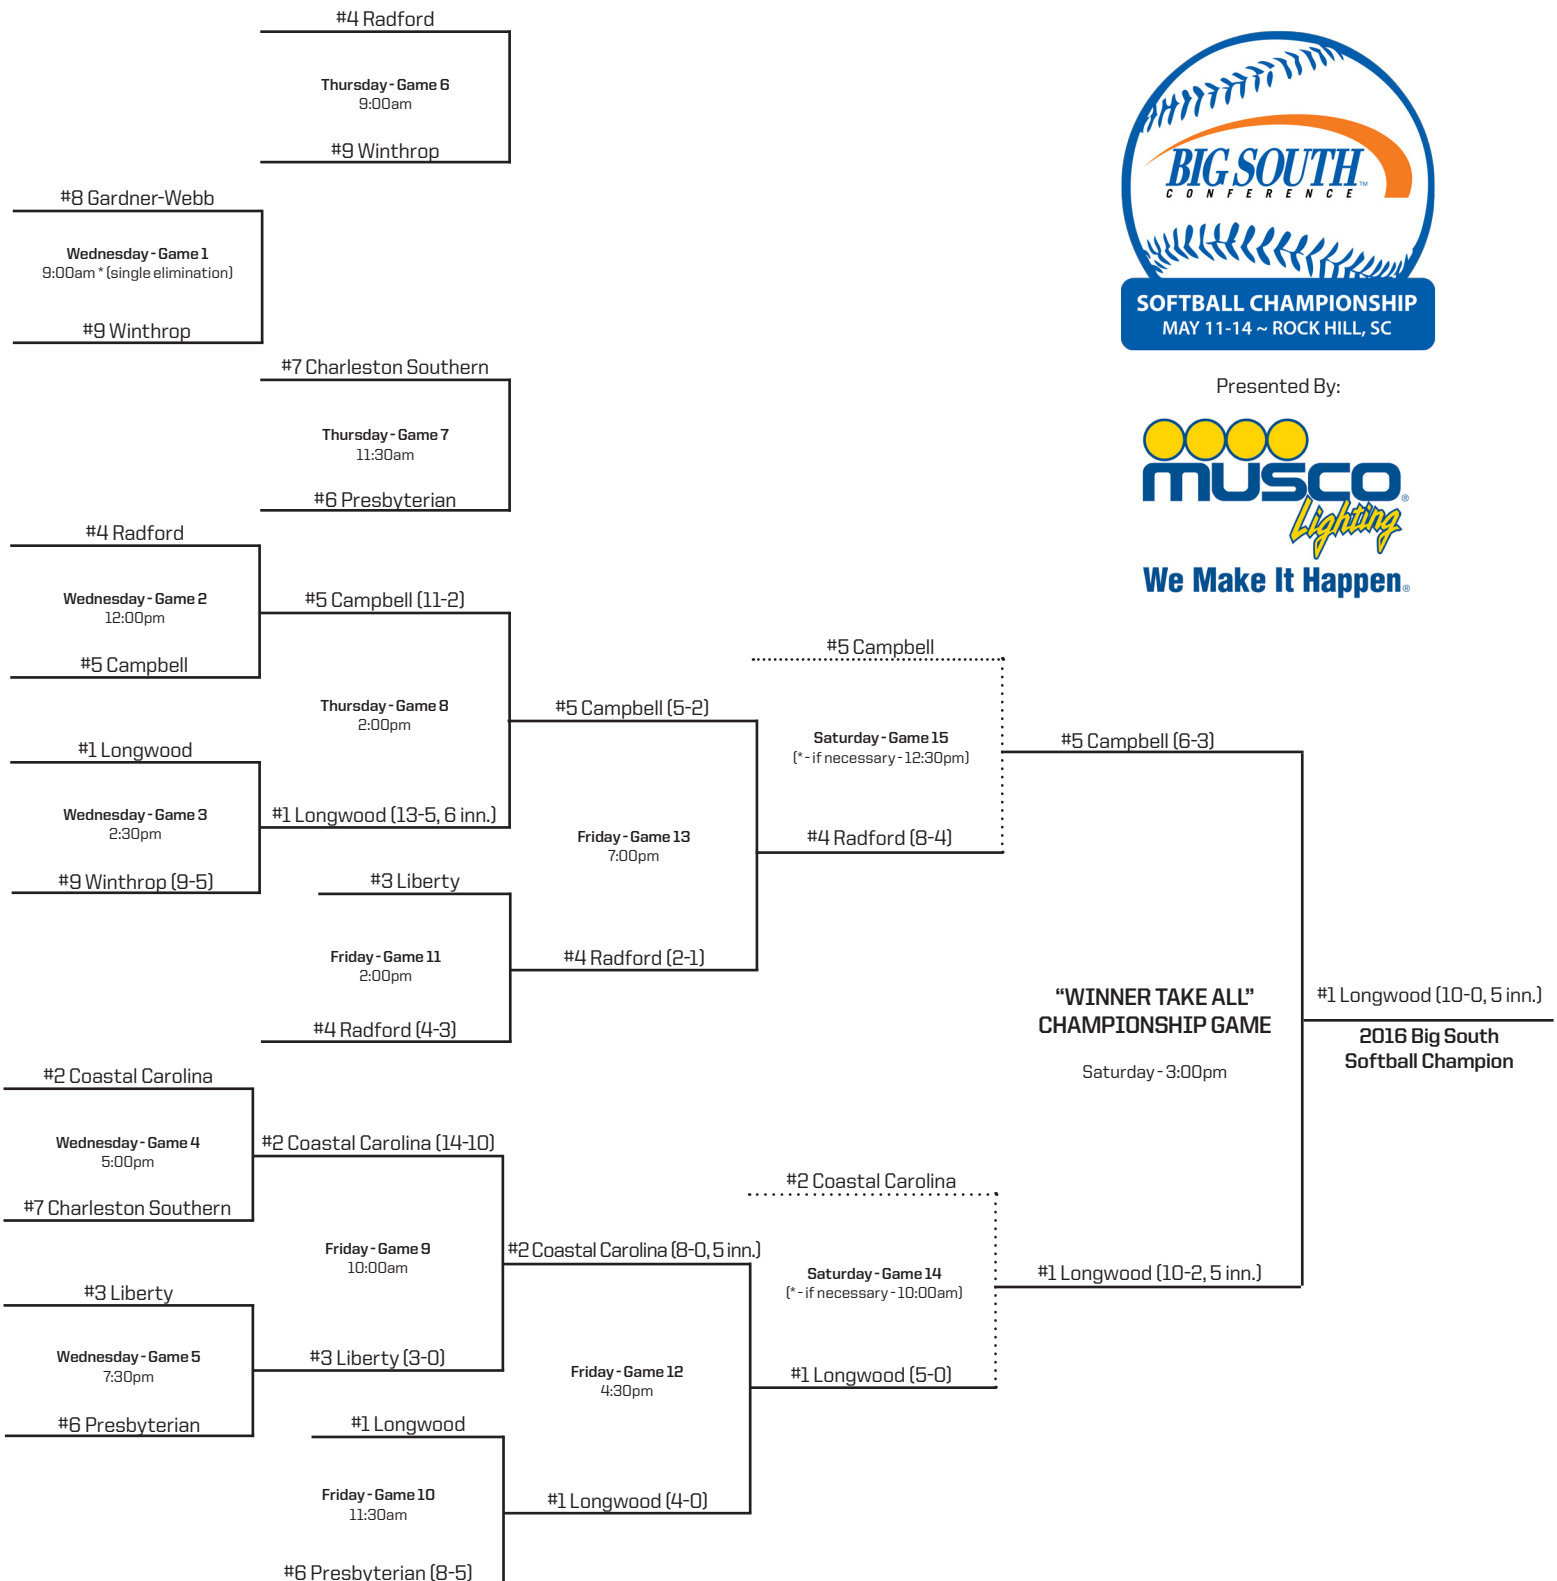 #4 Radford
Thursday - Game 6
9:00am
#9 Winthrop
#8 Gardner-Webb
Wednesday - Game 1
9:00am * (single elimination)
#9 Winthrop
#7 Charleston Southern
Thursday - Game 7
11:30am
#6 Presbyterian
#4 Radford
Wednesday - Game 2
12:00pm
#5 Campbell
#5 Campbell (11-2)
Thursday - Game 8
2:00pm
#1 Longwood
Wednesday - Game 3
2:30pm
#9 Winthrop (9-5)
#1 Longwood (13-5, 6 inn.)
#5 Campbell (5-2)
Friday - Game 13
7:00pm
#3 Liberty
Friday - Game 11
2:00pm
#4 Radford (4-3)
#4 Radford (2-1)
#5 Campbell
Saturday - Game 15
(* - if necessary - 12:30pm)
#4 Radford (8-4)
#5 Campbell (6-3)
"WINNER TAKE ALL"
CHAMPIONSHIP GAME
Saturday - 3:00pm
#1 Longwood (10-0, 5 inn.)
2016 Big South
Softball Champion
#2 Coastal Carolina
Wednesday - Game 4
5:00pm
#7 Charleston Southern
#2 Coastal Carolina (14-10)
Friday - Game 9
10:00am
#3 Liberty
Wednesday - Game 5
7:30pm
#6 Presbyterian
#3 Liberty (3-0)
#2 Coastal Carolina (8-0, 5 inn.)
Friday - Game 12
4:30pm
#1 Longwood
Friday - Game 10
11:30am
#6 Presbyterian (8-5)
#1 Longwood (4-0)
#2 Coastal Carolina
Saturday - Game 14
(* - if necessary - 10:00am)
#1 Longwood (5-0)
#1 Longwood (10-2, 5 inn.)
BIG SOUTH™
CONFERENCE
SOFTBALL CHAMPIONSHIP
MAY 11-14 ~ ROCK HILL, SC
Presented By:
musco®
Lighting
We Make It Happen®